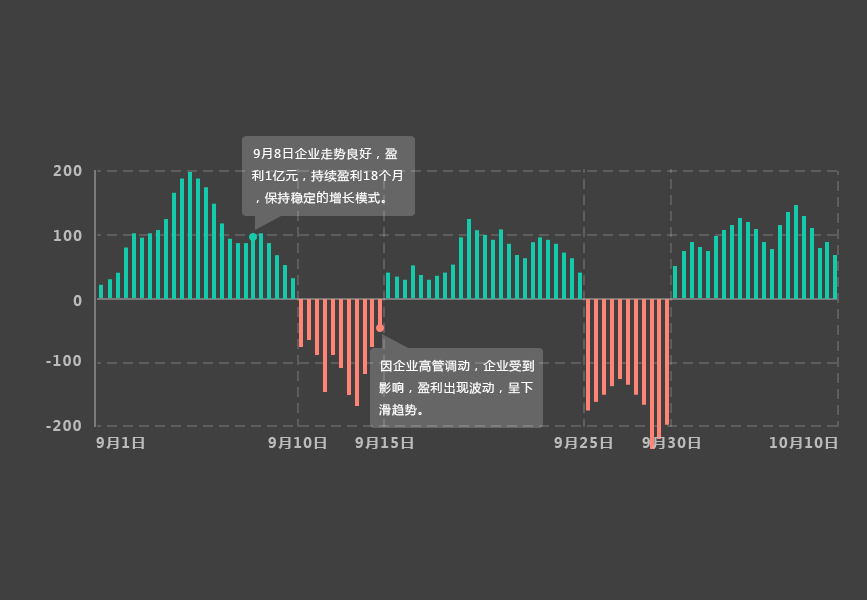 9月8日企业走势良好，盈
利1亿元，持续盈利18个月
，保持稳定的增长模式。
200
100
0
-100
-200
因企业高管调动，企业受到
影响，盈利出现波动，呈下
滑趋势。
9月1日
9月10日
9月15日
9月25日
9月30日
10月10日